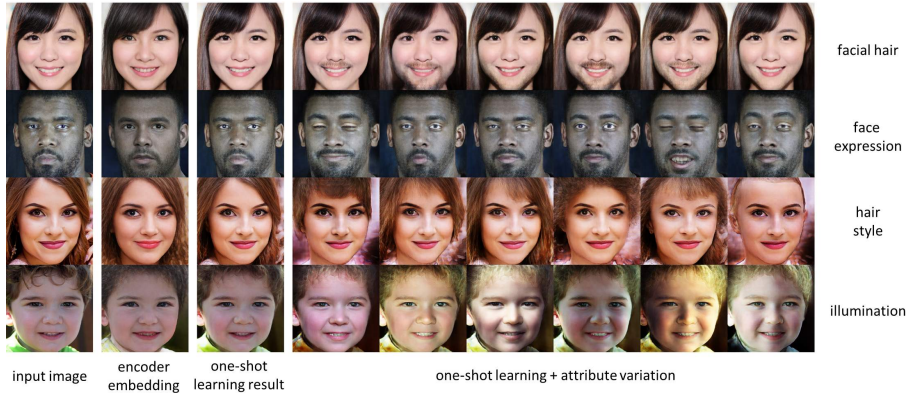 facial hair
face
expression
hair
style
illumination
input image
encoder
embedding
one-shot
learning result
one-shot learning + attribute variation